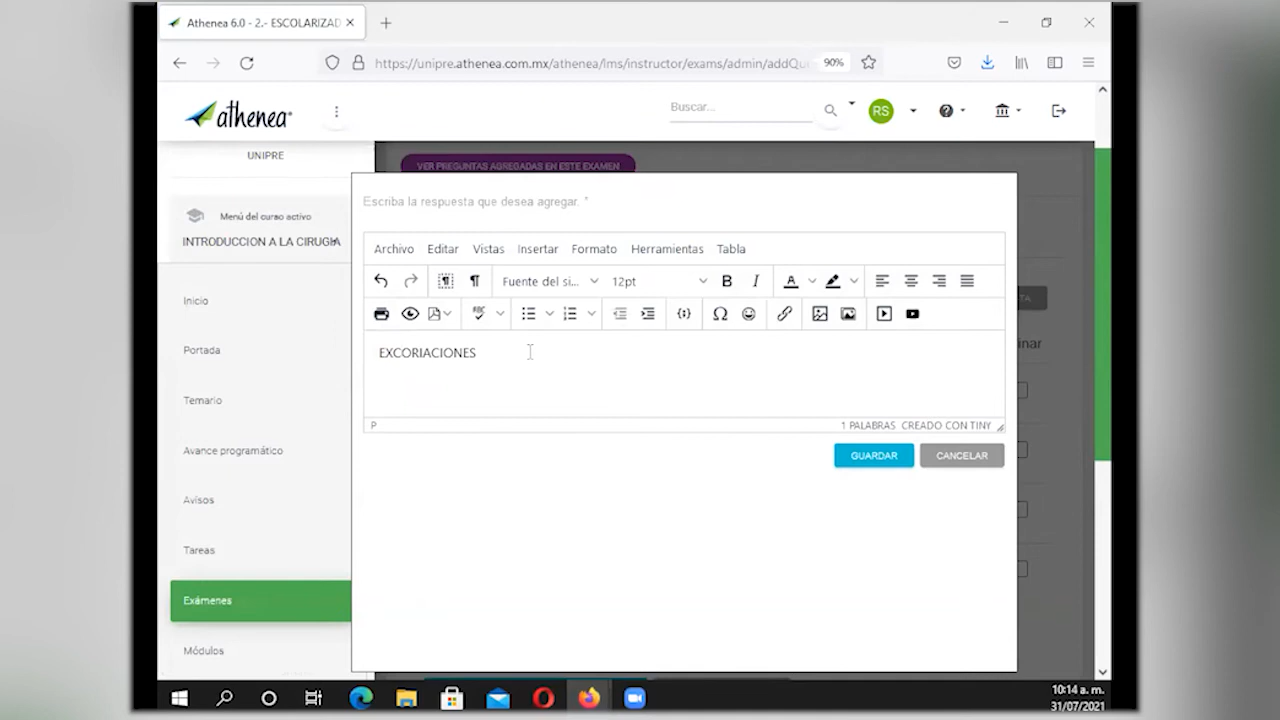 Athenea 6.0 - 2.- ESCOLARIZAD
https://unipre.athenea.com.mx/athenea/lms/instructor/exams/admin/addQu
90%
athenea
Buscar...
RS
UNIPRE
VER PREGUNTAS AGREGADAS EN ESTE EXAMEN
Escriba la respuesta que desea agregar. *
Menú del curso activo
INTRODUCCION A LA CIRUGIA
Archivo Editar Vistas Insertar Formato Herramientas Tabla
Fuente del si... 12pt B I A
EXCORIACIONES
P 1 PALABRAS CREADO CON TINY
GUARDAR CANCELAR
Inicio
Portada
Temario
Avance programático
Avisos
Tareas
Exámenes
Módulos
10:14 a. m.
31/07/2021